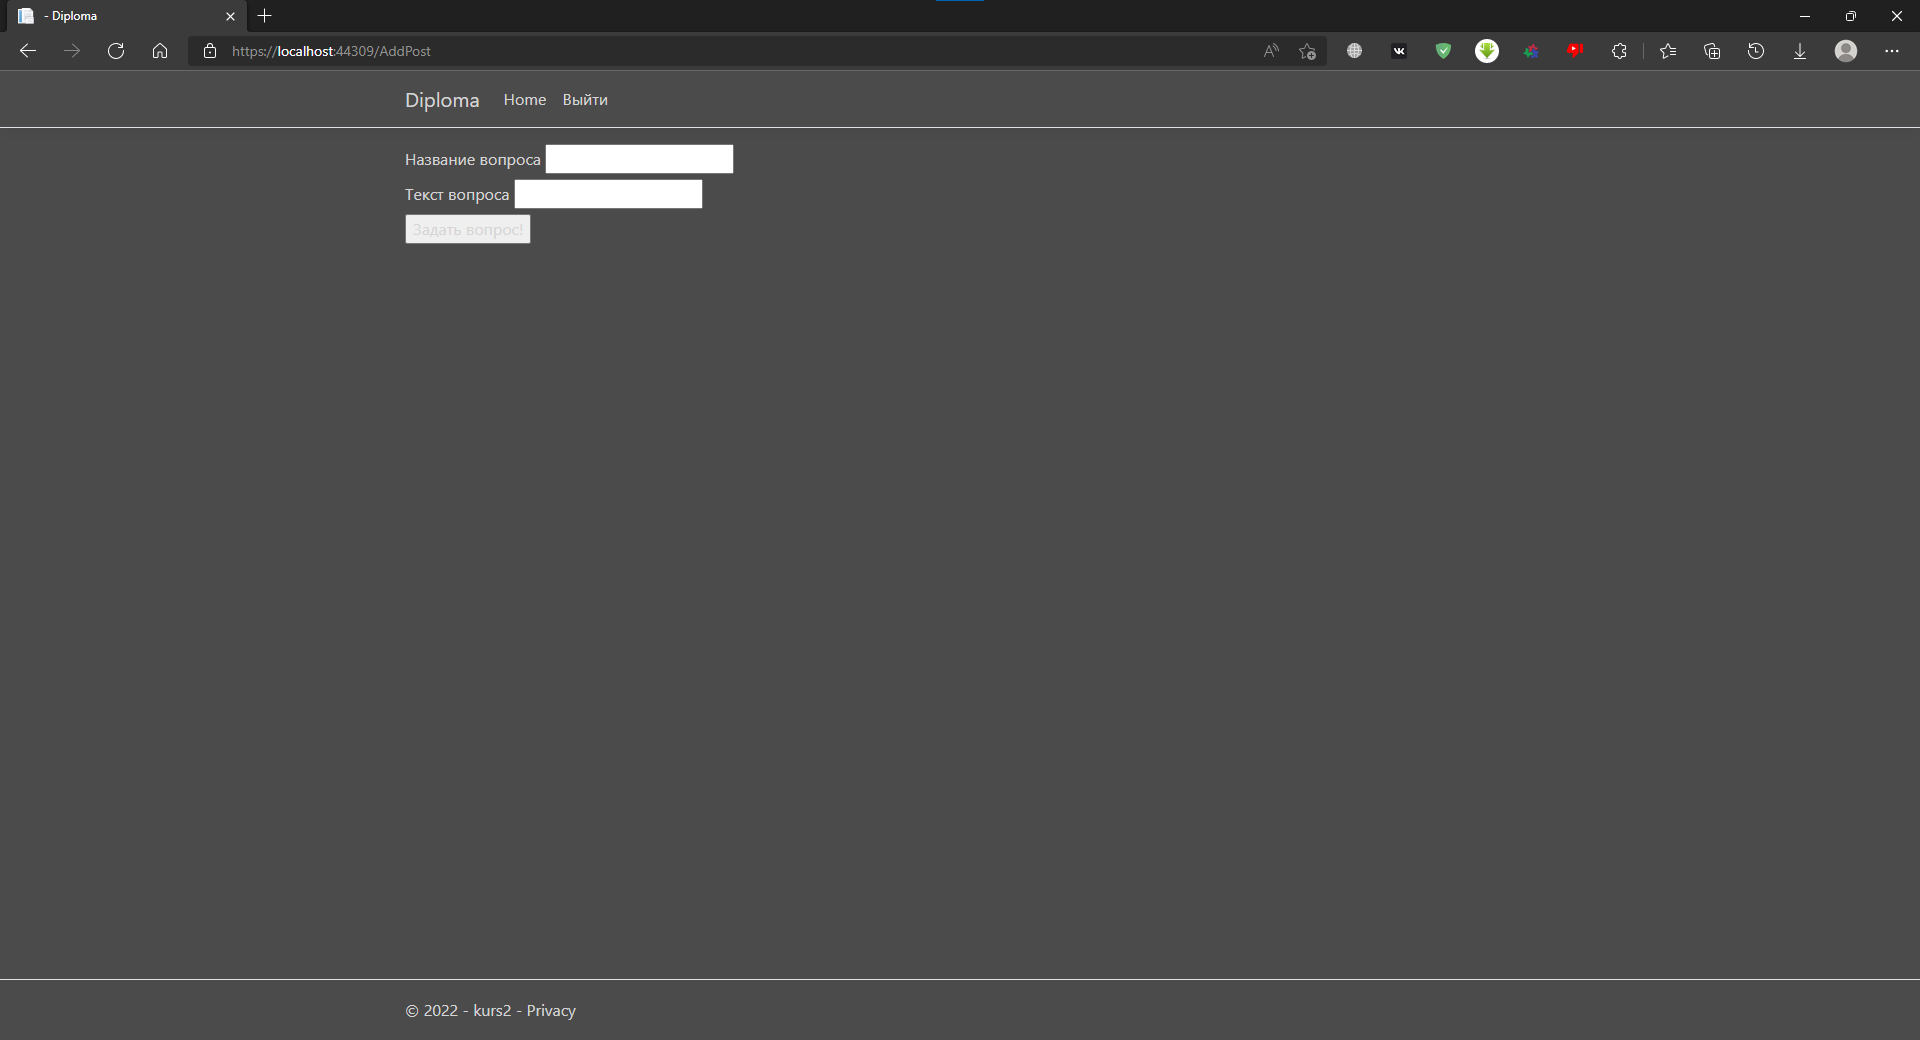 - Diploma
https://localhost:44309/AddPost
Diploma Home Выйти
Название вопроса
Текст вопроса
Задать вопрос!
© 2022 - kurs2 - Privacy